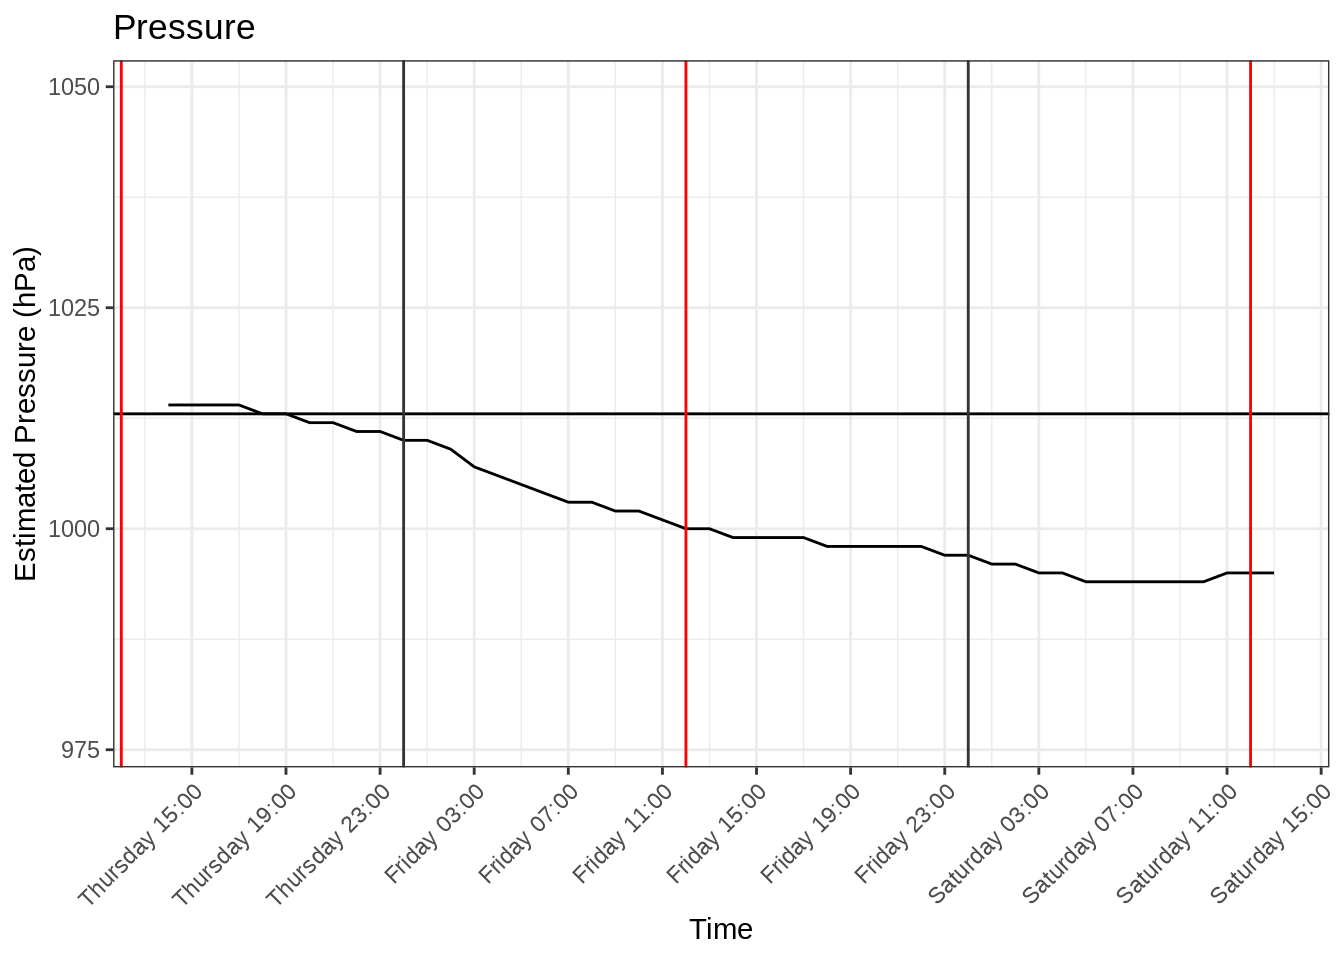 Pressure
Estimated Pressure (hPa)
1050
1025
1000
975
Thursday 15:00
Thursday 19:00
Thursday 23:00
Friday 03:00
Friday 07:00
Friday 11:00
Friday 15:00
Friday 19:00
Friday 23:00
Saturday 03:00
Saturday 07:00
Saturday 11:00
Saturday 15:00
Time